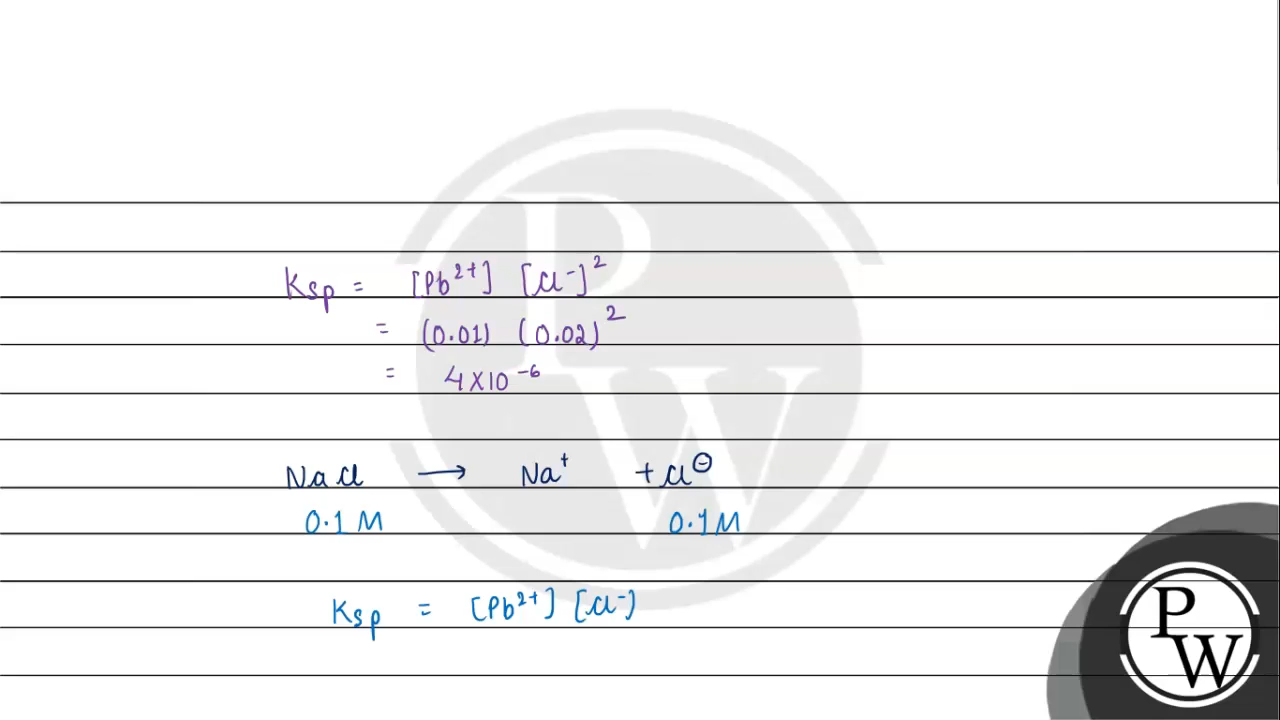 Ksp = [Pb²⁺] [Cl⁻]²
= (0.01) (0.02)²
= 4×10⁻⁶
NaCl → Na⁺ + Cl⊖
0.1 M 0.1 M
Ksp = [Pb²⁺] [Cl⁻)
P
W
P
W